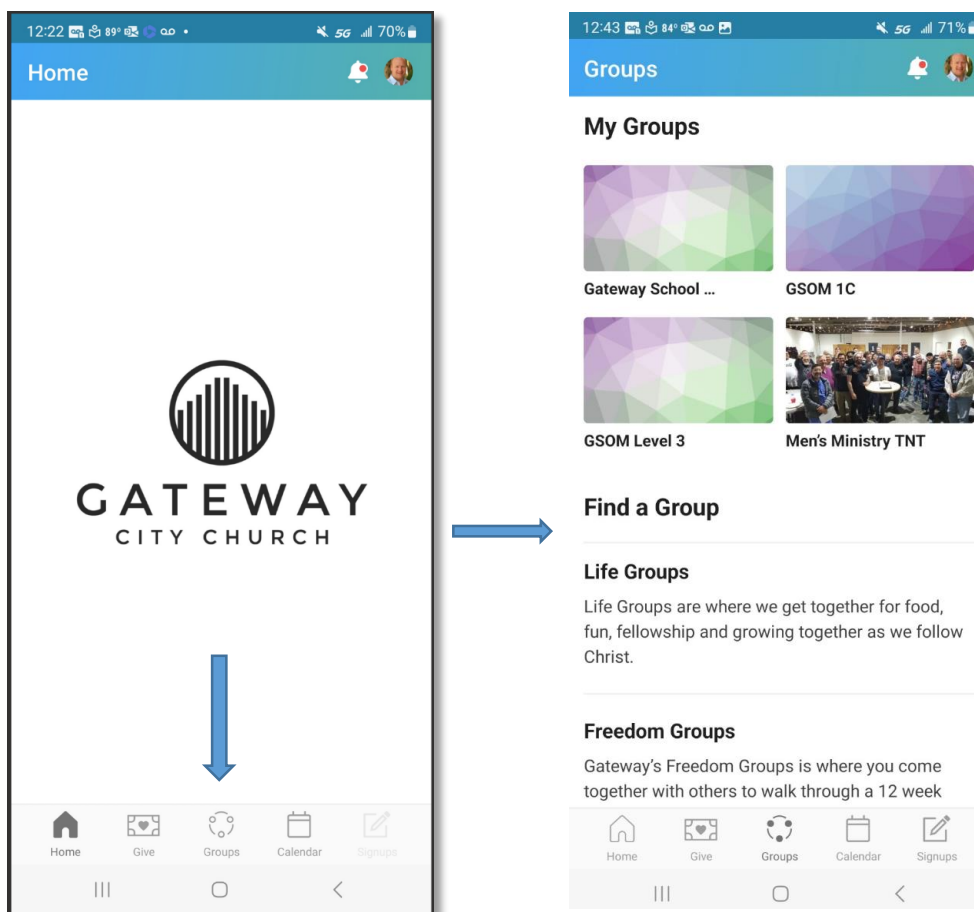 12:22 89° 5G 70%
Home
GATEWAY
CITY CHURCH
Home Give Groups Calendar Signups
12:43 84° 5G 71%
Groups
My Groups
Gateway School ... GSOM 1C
GSOM Level 3 Men's Ministry TNT
Find a Group
Life Groups
Life Groups are where we get together for food,
fun, fellowship and growing together as we follow
Christ.
Freedom Groups
Gateway's Freedom Groups is where you come
together with others to walk through a 12 week
Home Give Groups Calendar Signups